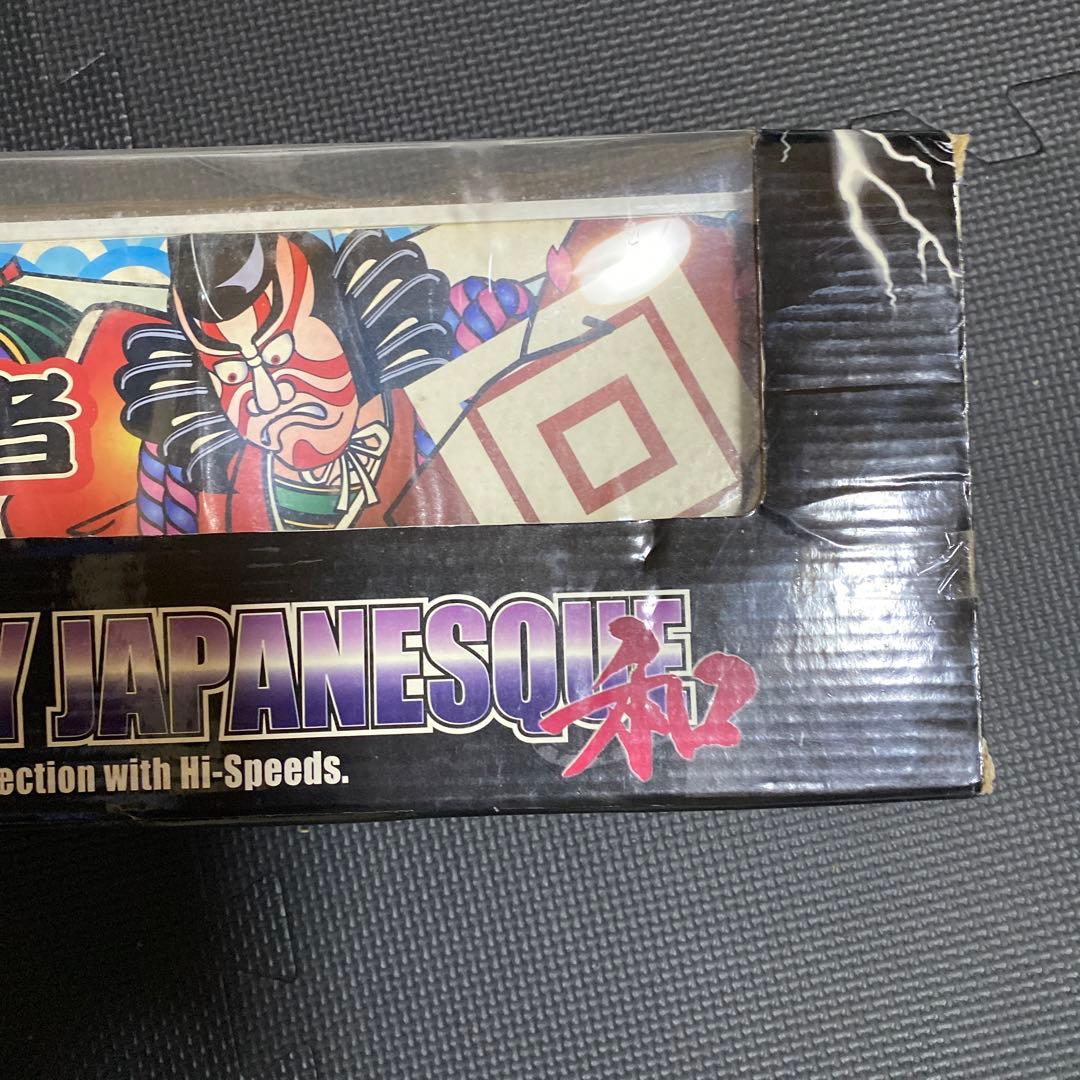 Y JAPANESQUE
和
ection with Hi-Speeds.